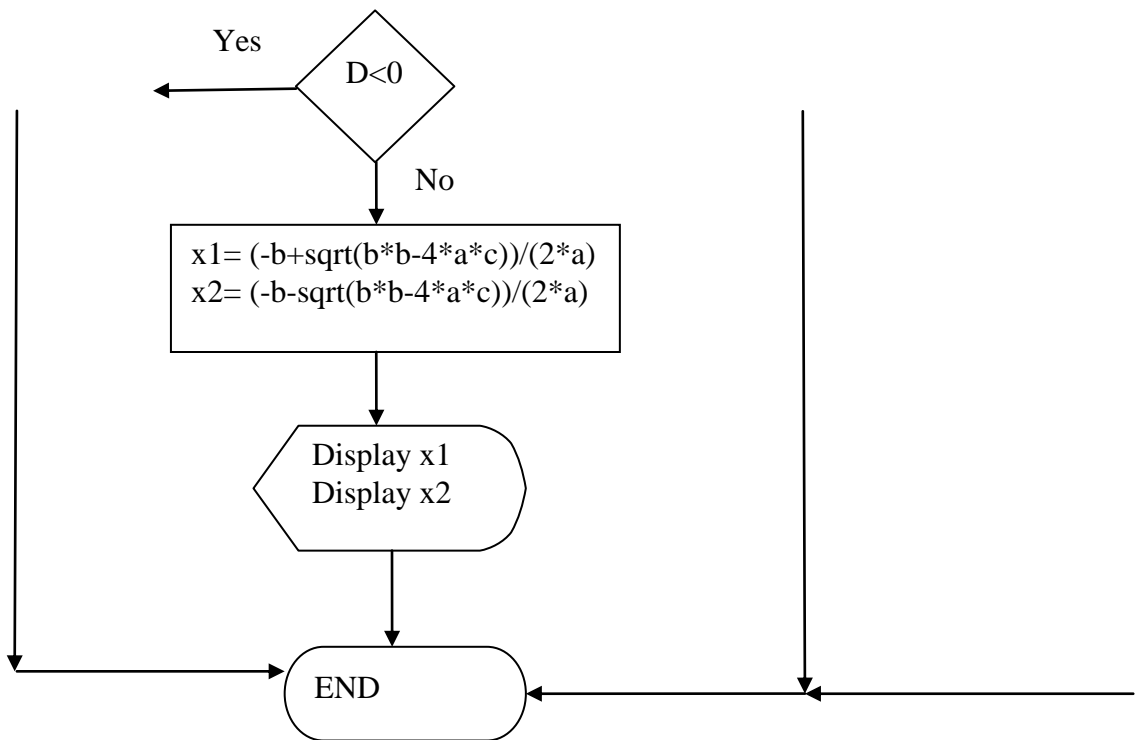 Yes
D<0
No
x1= (-b+sqrt(b*b-4*a*c))/(2*a)
x2= (-b-sqrt(b*b-4*a*c))/(2*a)
Display x1
Display x2
END